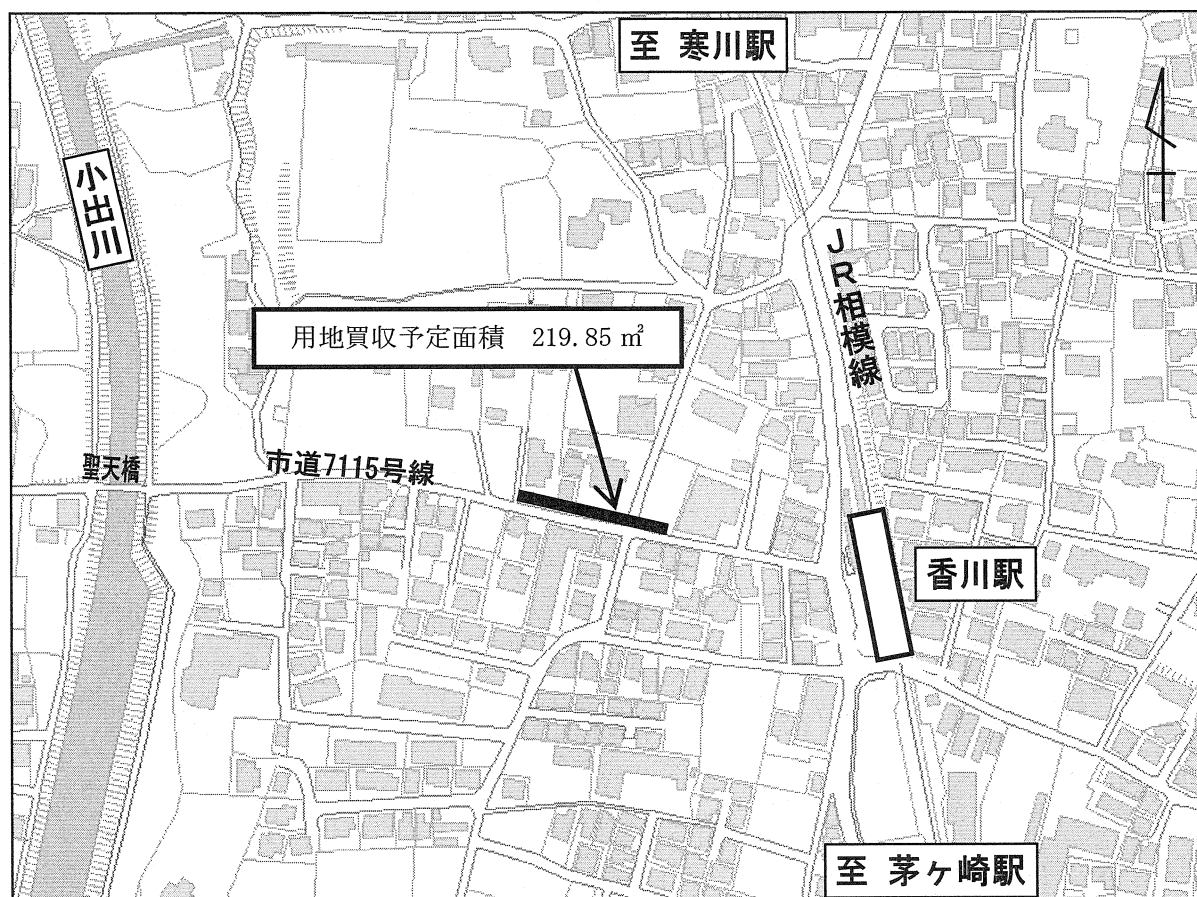 至 寒川駅
小出川
JR相模線
用地買収予定面積 219.85 ㎡
聖天橋
市道7115号線
香川駅
至 茅ヶ崎駅